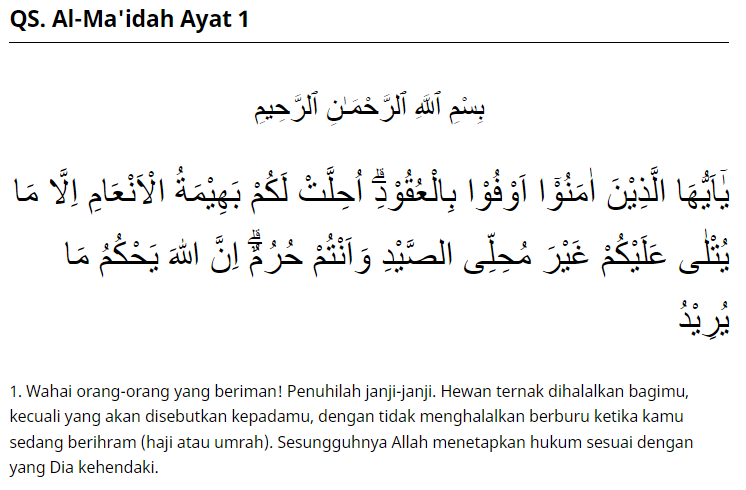 QS. Al-Ma'idah Ayat 1
بِسْمِ ٱللَّهِ ٱلرَّحْمَـٰنِ ٱلرَّحِيمِ
يٰٓاَيُّهَا الَّذِيْنَ اٰمَنُوْٓا اَوْفُوْا بِالْعُقُوْدِۗ اُحِلَّتْ لَكُمْ بَهِيْمَةُ الْاَنْعَامِ اِلَّا مَا
يُتْلٰى عَلَيْكُمْ غَيْرَ مُحِلِّى الصَّيْدِ وَاَنْتُمْ حُرُمٌۗ اِنَّ اللّٰهَ يَحْكُمُ مَا
يُرِيْدُ
1. Wahai orang-orang yang beriman! Penuhilah janji-janji. Hewan ternak dihalalkan bagimu,
kecuali yang akan disebutkan kepadamu, dengan tidak menghalalkan berburu ketika kamu
sedang berihram (haji atau umrah). Sesungguhnya Allah menetapkan hukum sesuai dengan
yang Dia kehendaki.